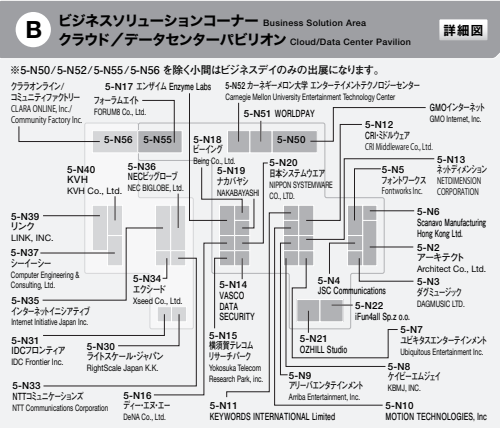 B ビジネスソリューションコーナー Business Solution Area
クラウド／データセンターパビリオン Cloud/Data Center Pavilion
詳細図
※5-N50/5-N52/5-N55/5-N56 を除く小間はビジネスデイのみの出展になります。
クララオンライン/
コミュニティファクトリー
CLARA ONLINE, Inc./
Community Factory Inc.
5-N17 エンザイム Enzyme Labs
フォーラムエイト
FORUM8 Co., Ltd.
5-N52 カーネギーメロン大学 エンターテイメントテクノロジーセンター
Carnegie Mellon University Entertainment Technology Center
5-N51 WORLDPAY
GMOインターネット
GMO Internet, Inc.
5-N56
5-N55
5-N50
5-N18
ビーイング
Being Co., Ltd.
5-N12
CRI・ミドルウェア
CRI Middleware Co., Ltd.
5-N40
KVH
KVH Co., Ltd.
5-N36
NECビッグローブ
NEC BIGLOBE, Ltd.
5-N19
ナカバヤシ
NAKABAYASHI
5-N20
日本システムウエア
NIPPON SYSTEMWARE
CO., LTD.
5-N13
ネットディメンション
NETDIMENSION
CORPORATION
5-N5
フォントワークス
Fontworks Inc.
5-N39
リンク
LINK, INC.
5-N6
Scanavo Manufacturing
Hong Kong Ltd.
5-N37
シーイーシー
Computer Engineering &
Consulting, Ltd.
5-N2
アーキテクト
Architect Co., Ltd.
5-N34
エクシード
Xseed Co., Ltd.
5-N14
VASCO
DATA
SECURITY
5-N4
JSC Communications
5-N3
ダグミュージック
DAGMUSIC LTD.
5-N35
インターネットイニシアティブ
Internet Initiative Japan Inc.
5-N22
iFun4all Sp.z o.o.
5-N31
IDCフロンティア
IDC Frontier Inc.
5-N30
ライトスケール・ジャパン
RightScale Japan K.K.
5-N15
横須賀テレコム
リサーチパーク
Yokosuka Telecom
Research Park, inc.
5-N21
OZHILL Studio
5-N7
ユビキタスエンターテインメント
Ubiquitous Entertainment Inc.
5-N33
NTTコミュニケーションズ
NTT Communications Corporation
5-N16
ディー・エヌ・エー
DeNA Co., Ltd.
5-N9
アリーバエンタテインメント
Arriba Entertainment, Inc.
5-N8
ケイビーエムジェイ
KBMJ, INC.
5-N11
KEYWORDS INTERNATIONAL Limited
5-N10
MOTION TECHNOLOGIES, Inc